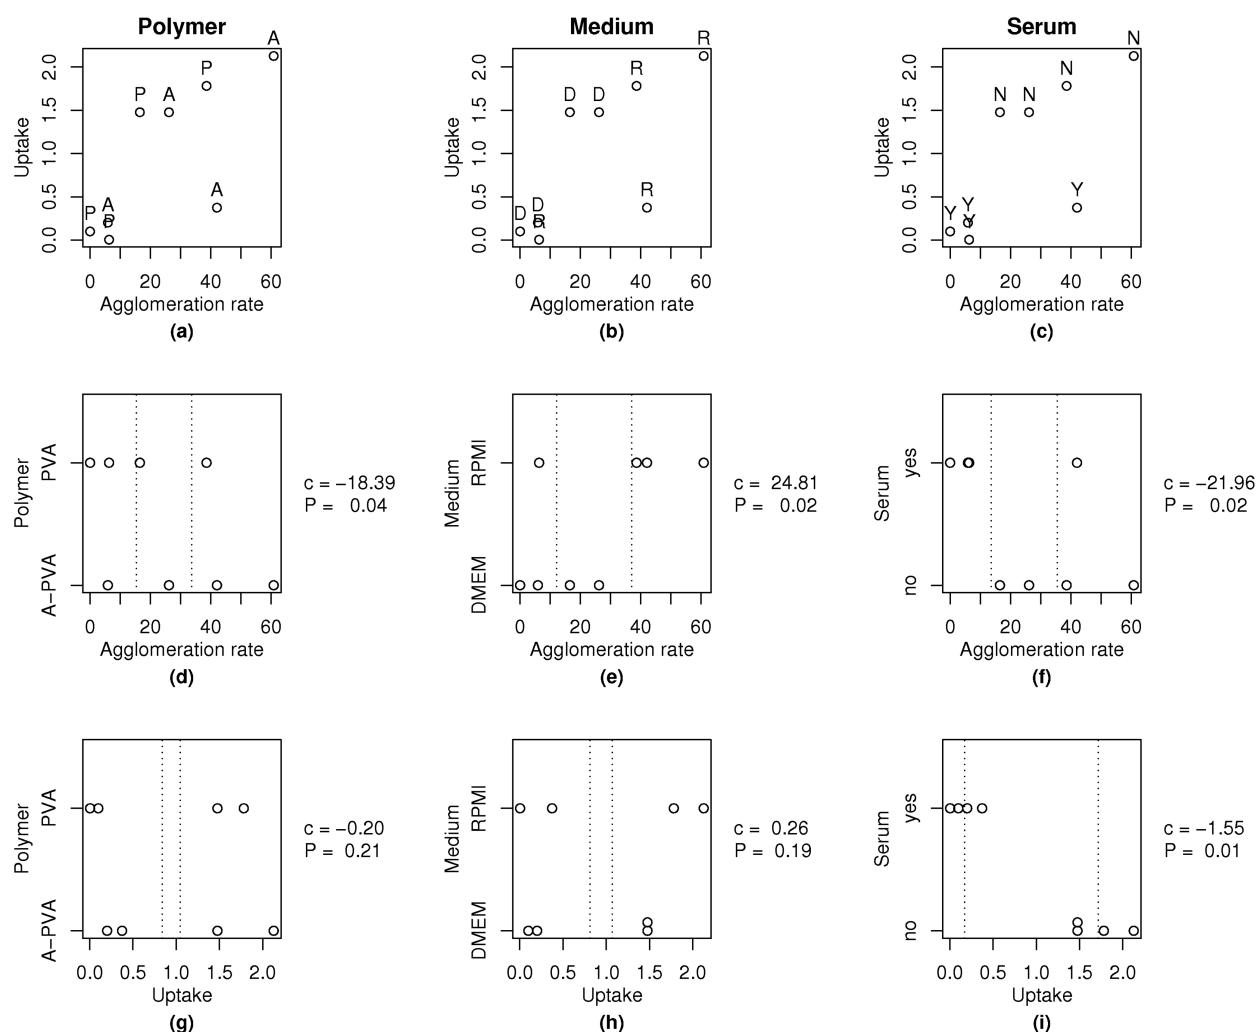 Polymer
A
P
P A
A
P A
P
Uptake
0.0 0.5 1.0 1.5 2.0
0 20 40 60
Agglomeration rate
(a)
Medium
R
R
D D
R
D D
R
Uptake
0.0 0.5 1.0 1.5 2.0
0 20 40 60
Agglomeration rate
(b)
Serum
N
N
N N
Y
Y Y
Y
Uptake
0.0 0.5 1.0 1.5 2.0
0 20 40 60
Agglomeration rate
(c)
Polymer
A−PVA PVA
c = −18.39
P = 0.04
0 20 40 60
Agglomeration rate
(d)
Medium
DMEM RPMI
c = 24.81
P = 0.02
0 20 40 60
Agglomeration rate
(e)
Serum
no yes
c = −21.96
P = 0.02
0 20 40 60
Agglomeration rate
(f)
Polymer
A−PVA PVA
c = −0.20
P = 0.21
0.0 0.5 1.0 1.5 2.0
Uptake
(g)
Medium
DMEM RPMI
c = 0.26
P = 0.19
0.0 0.5 1.0 1.5 2.0
Uptake
(h)
Serum
no yes
c = −1.55
P = 0.01
0.0 0.5 1.0 1.5 2.0
Uptake
(i)